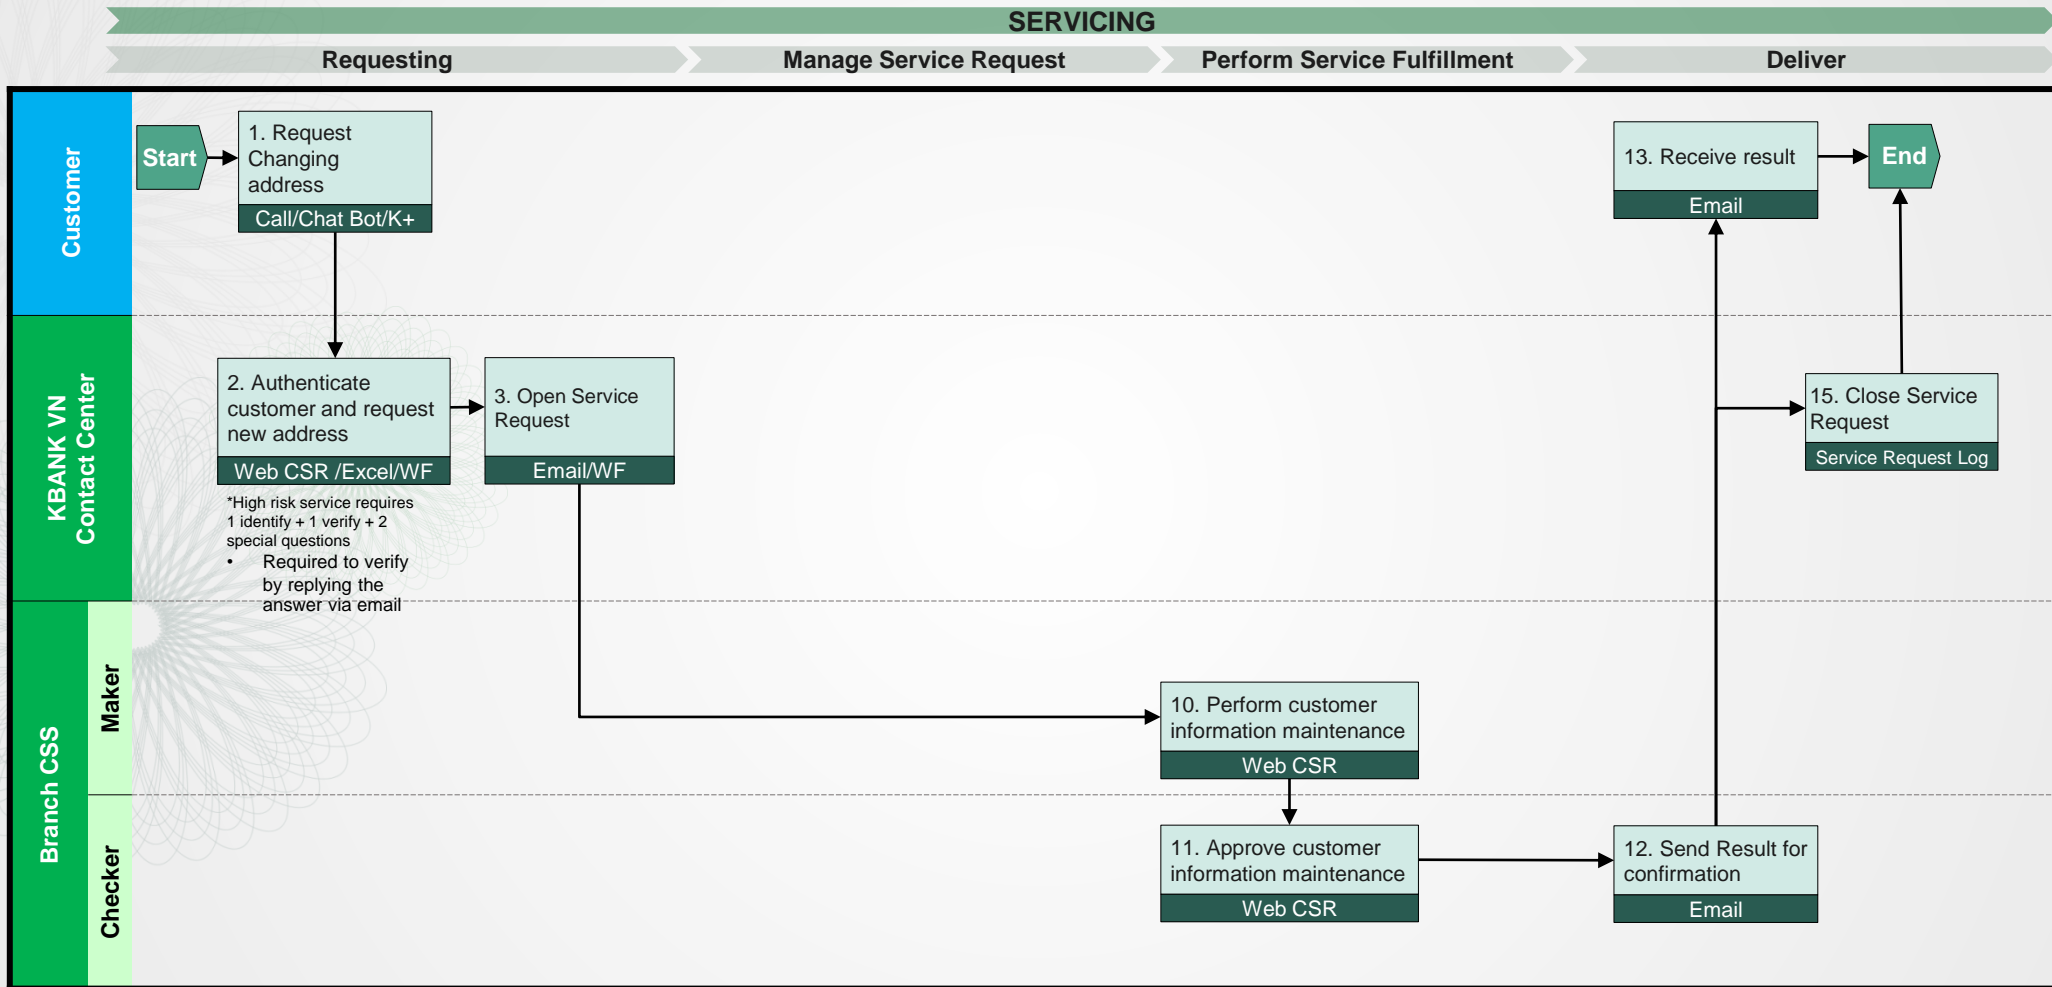 SERVICING
Requesting
Manage Service Request
Perform Service Fulfillment
Deliver
Customer
Start
1. Request
Changing
address
Call/Chat Bot/K+
13. Receive result
Email
End
KBANK VN
Contact Center
2. Authenticate
customer and request
new address
Web CSR /Excel/WF
*High risk service requires
1 identify + 1 verify + 2
special questions
• Required to verify
by replying the
answer via email
3. Open Service
Request
Email/WF
15. Close Service
Request
Service Request Log
Branch CSS
Maker
10. Perform customer
information maintenance
Web CSR
Checker
11. Approve customer
information maintenance
Web CSR
12. Send Result for
confirmation
Email